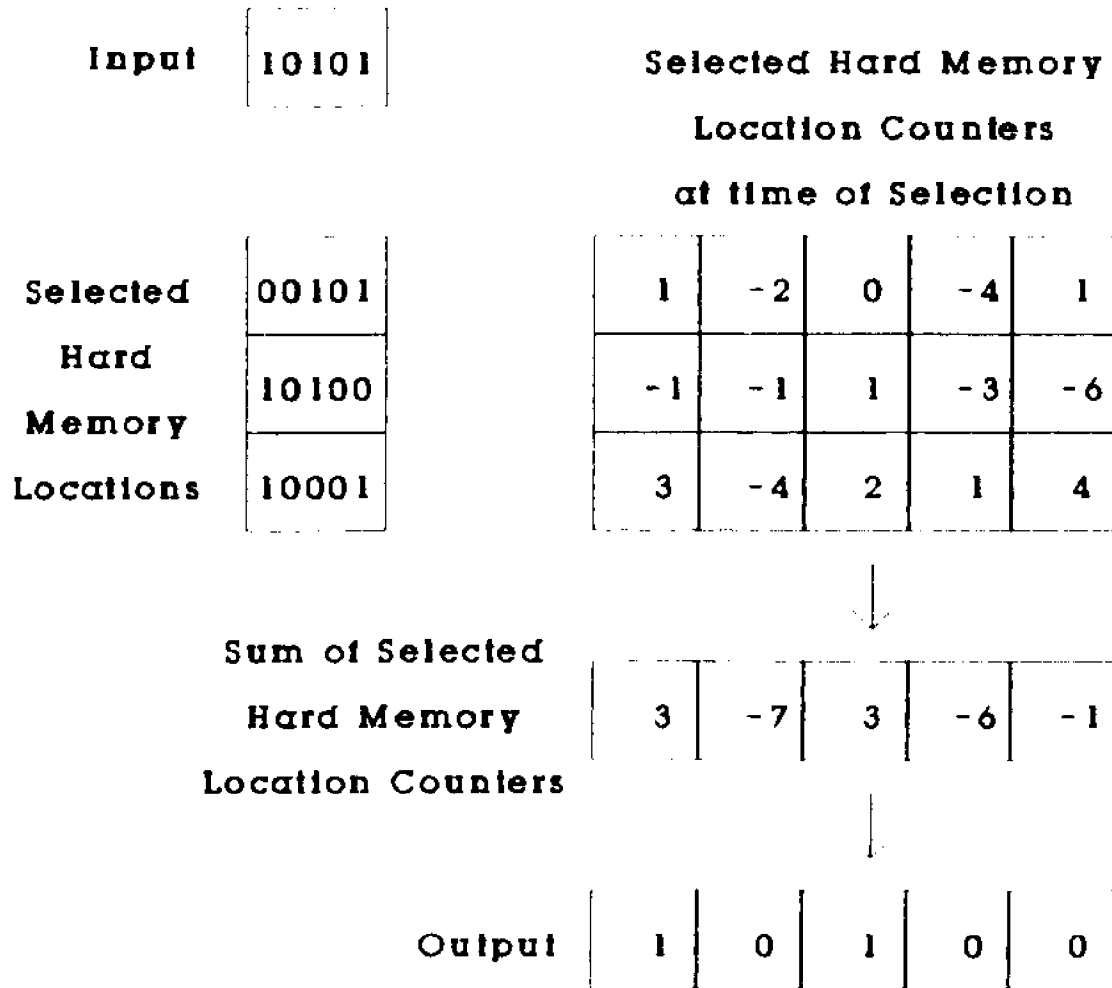 Input 10101
Selected Hard Memory
Location Counters
at time of Selection
Selected 00101 1 -2 0 -4 1
Hard
10100 -1 -1 1 -3 -6
Memory
Locations 10001 3 -4 2 1 4
Sum of Selected
Hard Memory 3 -7 3 -6 -1
Location Counters
Output 1 0 1 0 0